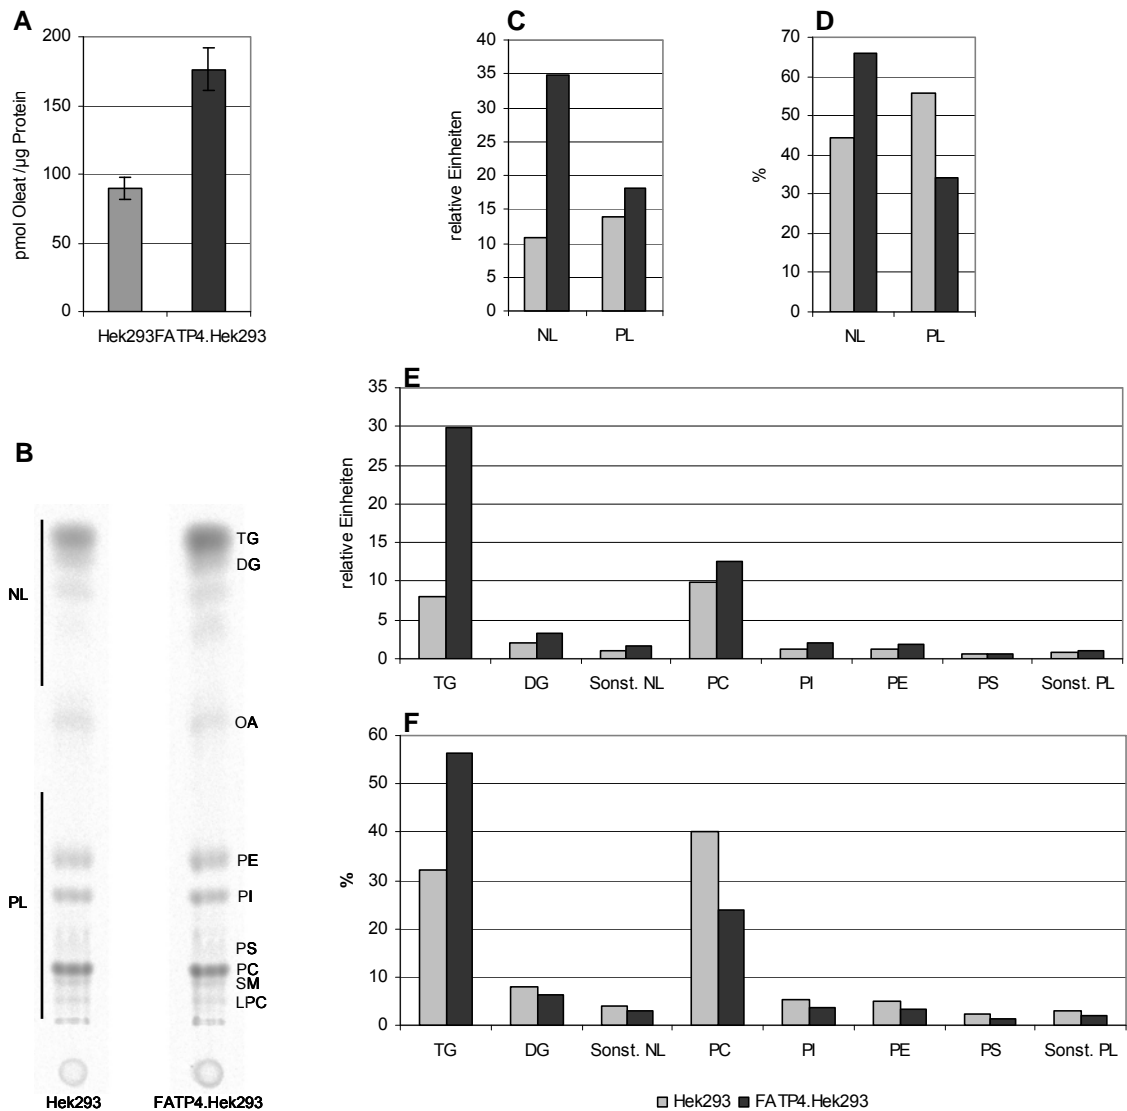 A
pmol Oleat /µg Protein
200
150
100
50
0
Hek293 FATP4.Hek293
C
relative Einheiten
40
35
30
25
20
15
10
5
0
NL PL
D
%
70
60
50
40
30
20
10
0
NL PL
B
NL
PL
TG
DG
OA
PE
PI
PS
PC
SM
LPC
Hek293 FATP4.Hek293
E
relative Einheiten
35
30
25
20
15
10
5
0
TG DG Sonst. NL PC PI PE PS Sonst. PL
F
%
60
50
40
30
20
10
0
TG DG Sonst. NL PC PI PE PS Sonst. PL
Hek293 FATP4.Hek293